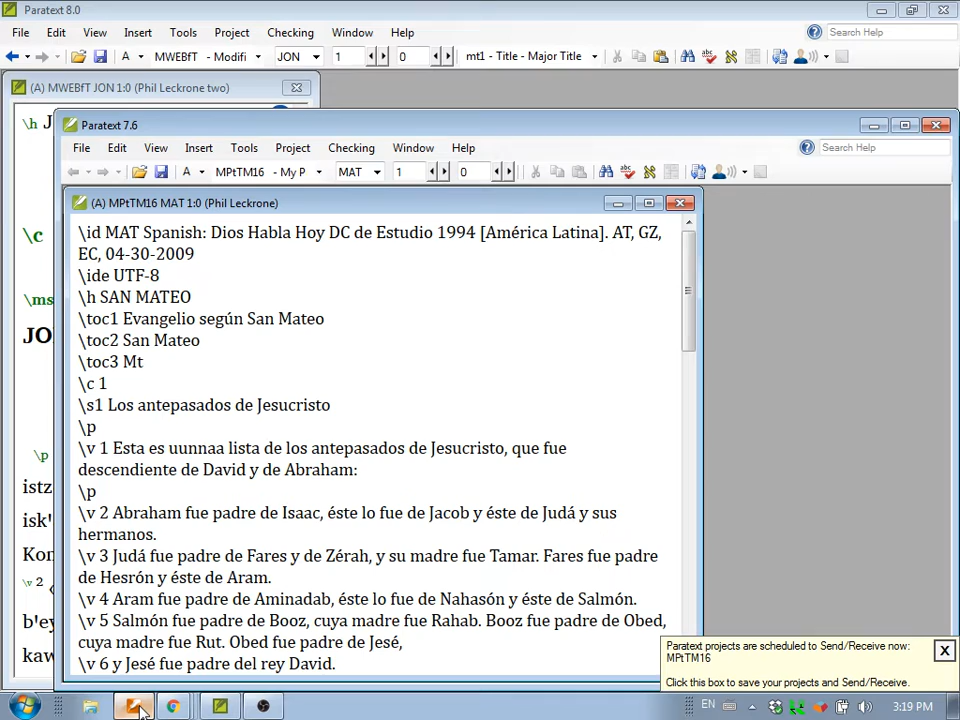 Paratext 8.0
File Edit View Insert Tools Project Checking Window Help
Search Help
A MWEBfT - Modifi JON 1 0 mt1 - Title - Major Title
(A) MWEBfT JON 1:0 (Phil Leckrone two)
\h J
\c
\ms
JO
\p
istz
isk'
Kon
\v 2
b'ey
kaw
Paratext 7.6
File Edit View Insert Tools Project Checking Window Help
Search Help
A MPtTM16 - My P MAT 1 0
(A) MPtTM16 MAT 1:0 (Phil Leckrone)
\id MAT Spanish: Dios Habla Hoy DC de Estudio 1994 [América Latina]. AT, GZ,
EC, 04-30-2009
\ide UTF-8
\h SAN MATEO
\toc1 Evangelio según San Mateo
\toc2 San Mateo
\toc3 Mt
\c 1
\s1 Los antepasados de Jesucristo
\p
\v 1 Esta es uunnaa lista de los antepasados de Jesucristo, que fue
descendiente de David y de Abraham:
\p
\v 2 Abraham fue padre de Isaac, éste lo fue de Jacob y éste de Judá y sus
hermanos.
\v 3 Judá fue padre de Fares y de Zérah, y su madre fue Tamar. Fares fue padre
de Hesrón y éste de Aram.
\v 4 Aram fue padre de Aminadab, éste lo fue de Nahasón y éste de Salmón.
\v 5 Salmón fue padre de Booz, cuya madre fue Rahab. Booz fue padre de Obed,
cuya madre fue Rut. Obed fue padre de Jesé,
\v 6 y Jesé fue padre del rey David.
Paratext projects are scheduled to Send/Receive now:
MPtTM16
Click this box to save your projects and Send/Receive.
X
EN 3:19 PM